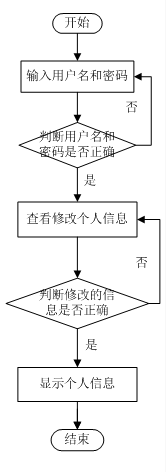 开始
输入用户名和密码
否
判断用户名和
密码是否正确
是
查看修改个人信息
否
判断修改的信
息是否正确
是
显示个人信息
结束